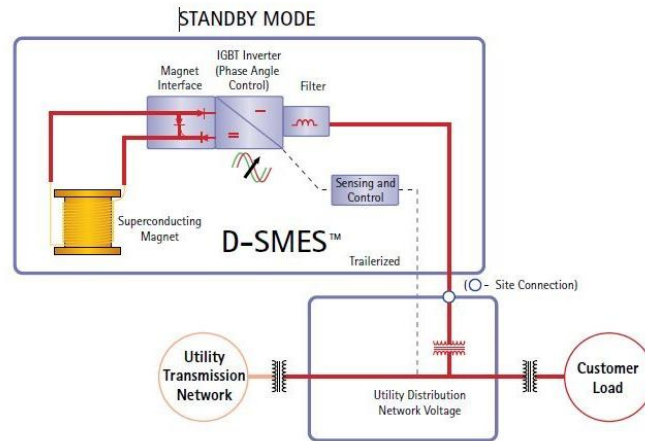 STANDBY MODE
Magnet
Interface
IGBT Inverter
(Phase Angle
Control)
Filter
Sensing and
Control
Superconducting
Magnet
D-SMES™
Trailerized
(O- Site Connection)
Utility
Transmission
Network
Utility Distribution
Network Voltage
Customer
Load